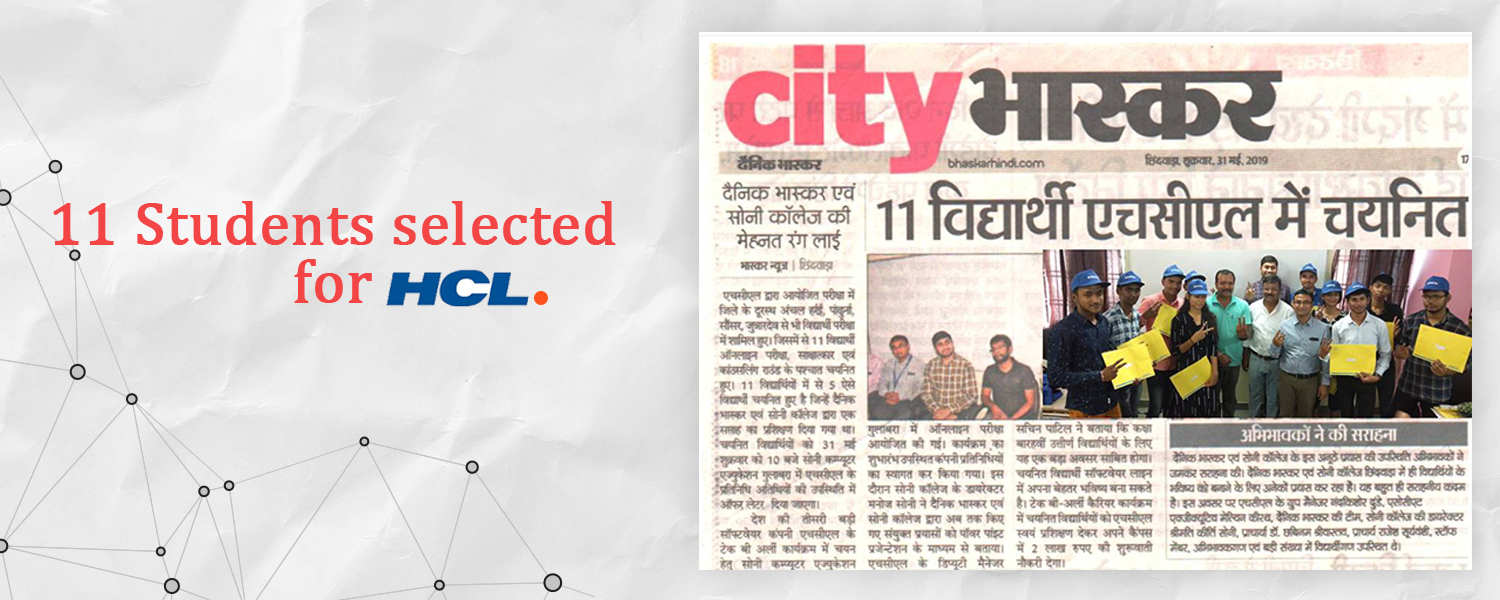 11 Students selected
for HCL
city भास्कर
दैनिक भास्कर
bhaskarhindi.com
छिंदवाड़ा, शुक्रवार, 31 मई, 2019
17
दैनिक भास्कर एवं
सोनी कॉलेज की
मेहनत रंग लाई
भास्कर न्यूज | छिंदवाड़ा
11 विद्यार्थी एचसीएल में चयनित
एचसीएल द्वारा आयोजित परीक्षा में
जिले के दूरस्थ अंचल हर्रई, पांढुर्ना,
सौंसर, जुन्नारदेव से भी विद्यार्थी परीक्षा
में शामिल हुए। जिसमें से 11 विद्यार्थी
ऑनलाइन परीक्षा, साक्षात्कार एवं
काउंसलिंग राउंड के पश्चात चयनित
हुए। 11 विद्यार्थियों में से 5 ऐसे
विद्यार्थी चयनित हुए है जिन्हें दैनिक
भास्कर एवं सोनी कॉलेज द्वारा एक
सप्ताह का प्रशिक्षण दिया गया था।
चयनित विद्यार्थियों को 31 मई
शुक्रवार को 10 बजे सोनी कम्प्यूटर
एज्युकेशन गुलाबरा में एचसीएल के
प्रतिनिधि अतिथियों की उपस्थिति में
ऑफर लेटर दिया जाएगा।
देश की तीसरी बड़ी
सॉफ्टवेयर कंपनी एचसीएल के
टेक बी अर्ली कार्यक्रम में चयन
हेतु सोनी कम्प्यूटर एज्युकेशन
गुलाबरा में ऑनलाइन परीक्षा
आयोजित की गई। कार्यक्रम का
शुभारंभ उपस्थित कंपनी प्रतिनिधियों
का स्वागत कर किया गया। इस
दौरान सोनी कॉलेज के डायरेक्टर
मनोज सोनी ने दैनिक भास्कर एवं
सोनी कॉलेज द्वारा अब तक किए
गए संयुक्त प्रयासों को पॉवर पाइंट
प्रजेन्टेशन के माध्यम से बताया।
एचसीएल के डिप्यूटी मैनेजर
सचिन पाटिल ने बताया कि कक्षा
बारहवीं उत्तीर्ण विद्यार्थियों के लिए
यह एक बड़ा अवसर साबित होगा।
चयनित विद्यार्थी सॉफ्टवेयर लाइन
में अपना बेहतर भविष्य बना सकते
है। टेक बी-अर्ली कैरियर कार्यक्रम
में चयनित विद्यार्थियों को एचसीएल
स्वयं प्रशिक्षण देकर अपने कैंपस
में 2 लाख रुपए की शुरुवाती
नौकरी देगा।
अभिभावकों ने की सराहना
दैनिक भास्कर एवं सोनी कॉलेज के इस अनूठे प्रयास की उपस्थिति अभिभावकों ने
जमकर सराहना की। दैनिक भास्कर एवं सोनी कॉलेज छिंदवाड़ा में ही विद्यार्थियों के
भविष्य को बनाने के लिए अनेकों प्रयास कर रहा है। यह बहुत ही सराहनीय कदम
है। इस अवसर पर एचसीएल के ग्रुप मैनेजर नंदकिशोर दुंडे, एसोसीएट
एक्जीक्यूटिव मेल्विन कीरथ, दैनिक भास्कर की टीम, सोनी कॉलेज की डायरेक्टर
श्रीमति कीर्ति सोनी, प्राचार्या डॉ. छबिनम श्रीवास्तव, प्राचार्य राजेश सूर्यवंशी, स्टॉफ
मेंबर, अभिभावकगण एवं बड़ी संख्या में विद्यार्थीगण उपस्थित थे।